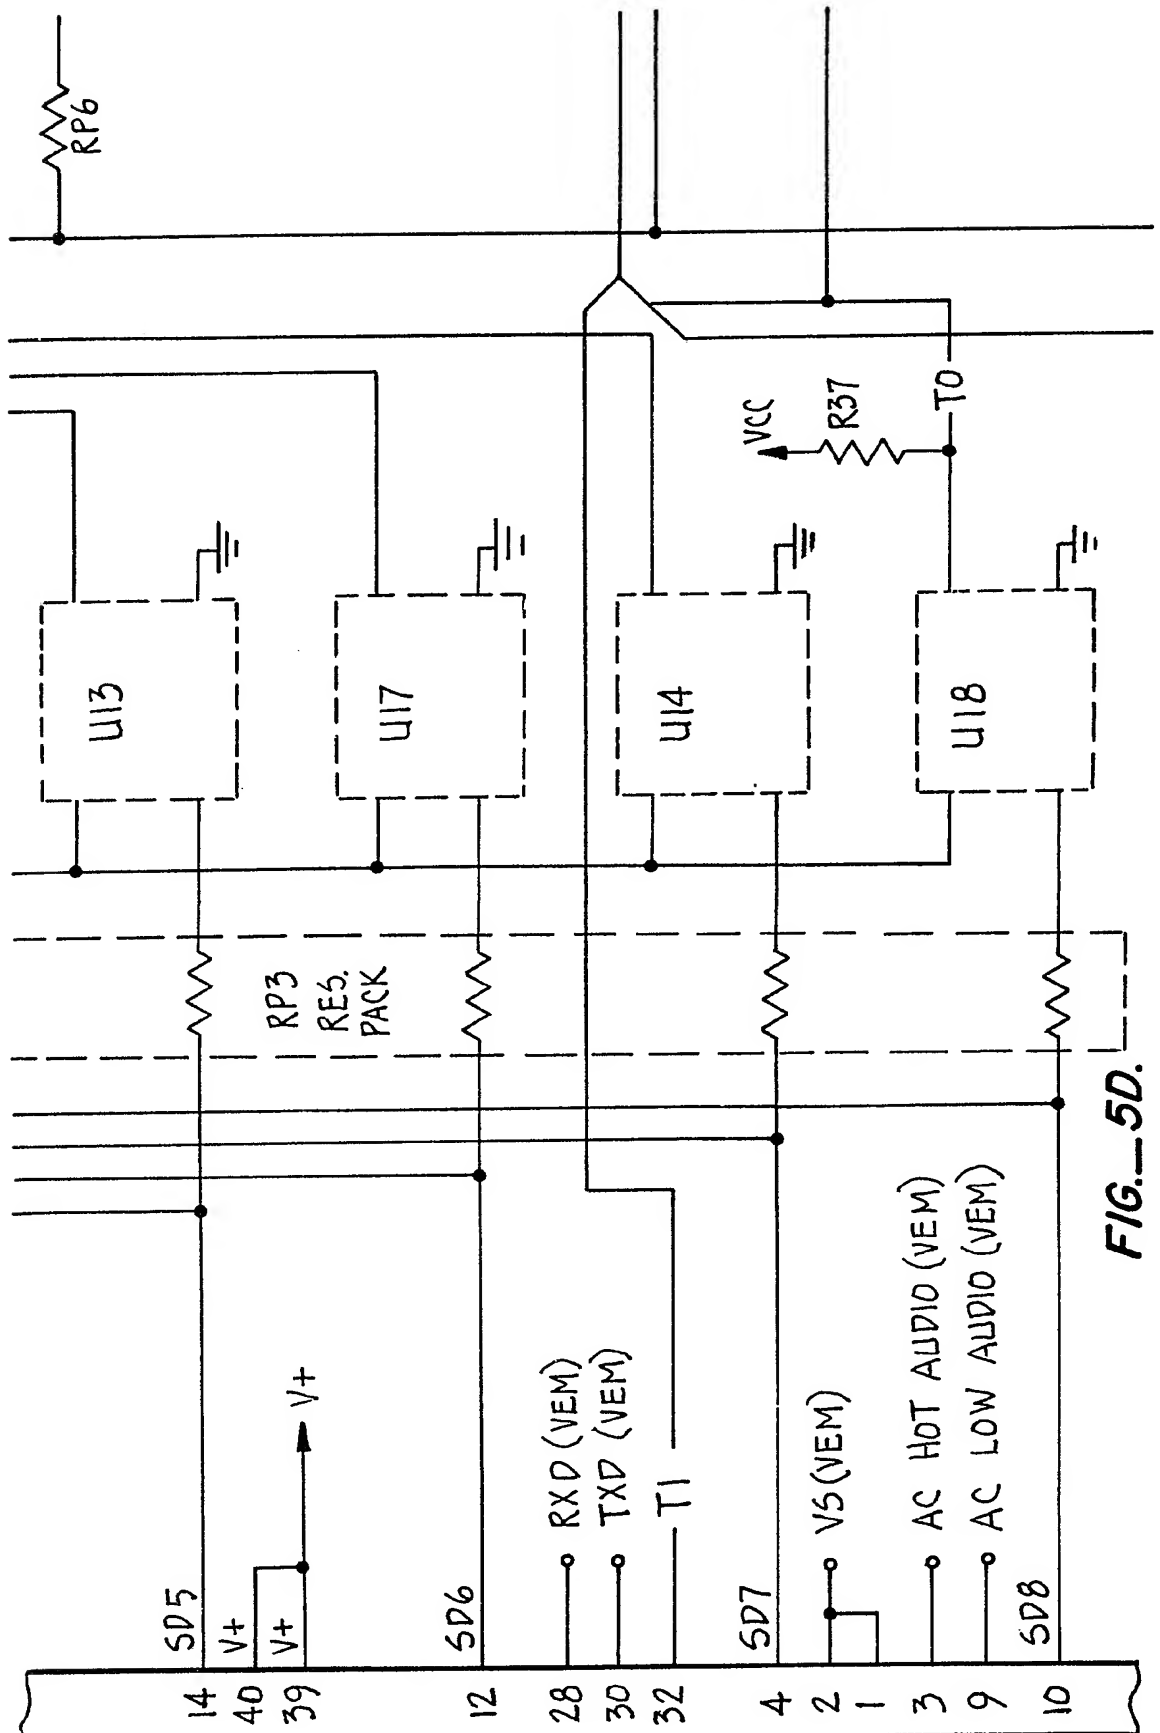 RP6
U13
U17
U14
U18
VCC
R37
T0
RP3
RES.
PACK
SD5
V+
V+
V+
SD6
RXD (VEM)
TXD (VEM)
T1
SD7
VS (VEM)
AC HOT AUDIO (VEM)
AC LOW AUDIO (VEM)
SD8
14
40
39
12
28
30
32
4
2
1
3
9
10
FIG._5D.